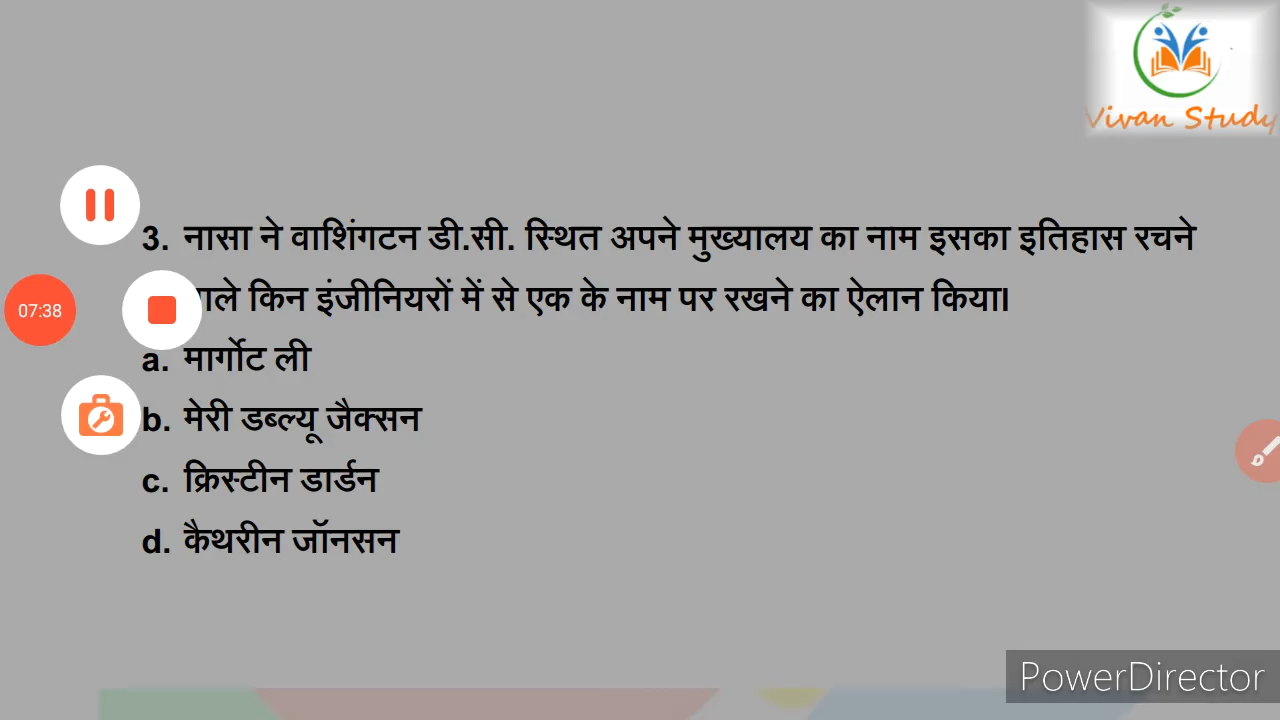 Vivan Study
3. नासा ने वाशिंगटन डी.सी. स्थित अपने मुख्यालय का नाम इसका इतिहास रचने
किन इंजीनियरों में से एक के नाम पर रखने का ऐलान किया।
07:38
a. मार्गोट ली
b. मेरी डब्ल्यू जैक्सन
c. क्रिस्टीन डार्डन
d. कैथरीन जॉनसन
PowerDirector